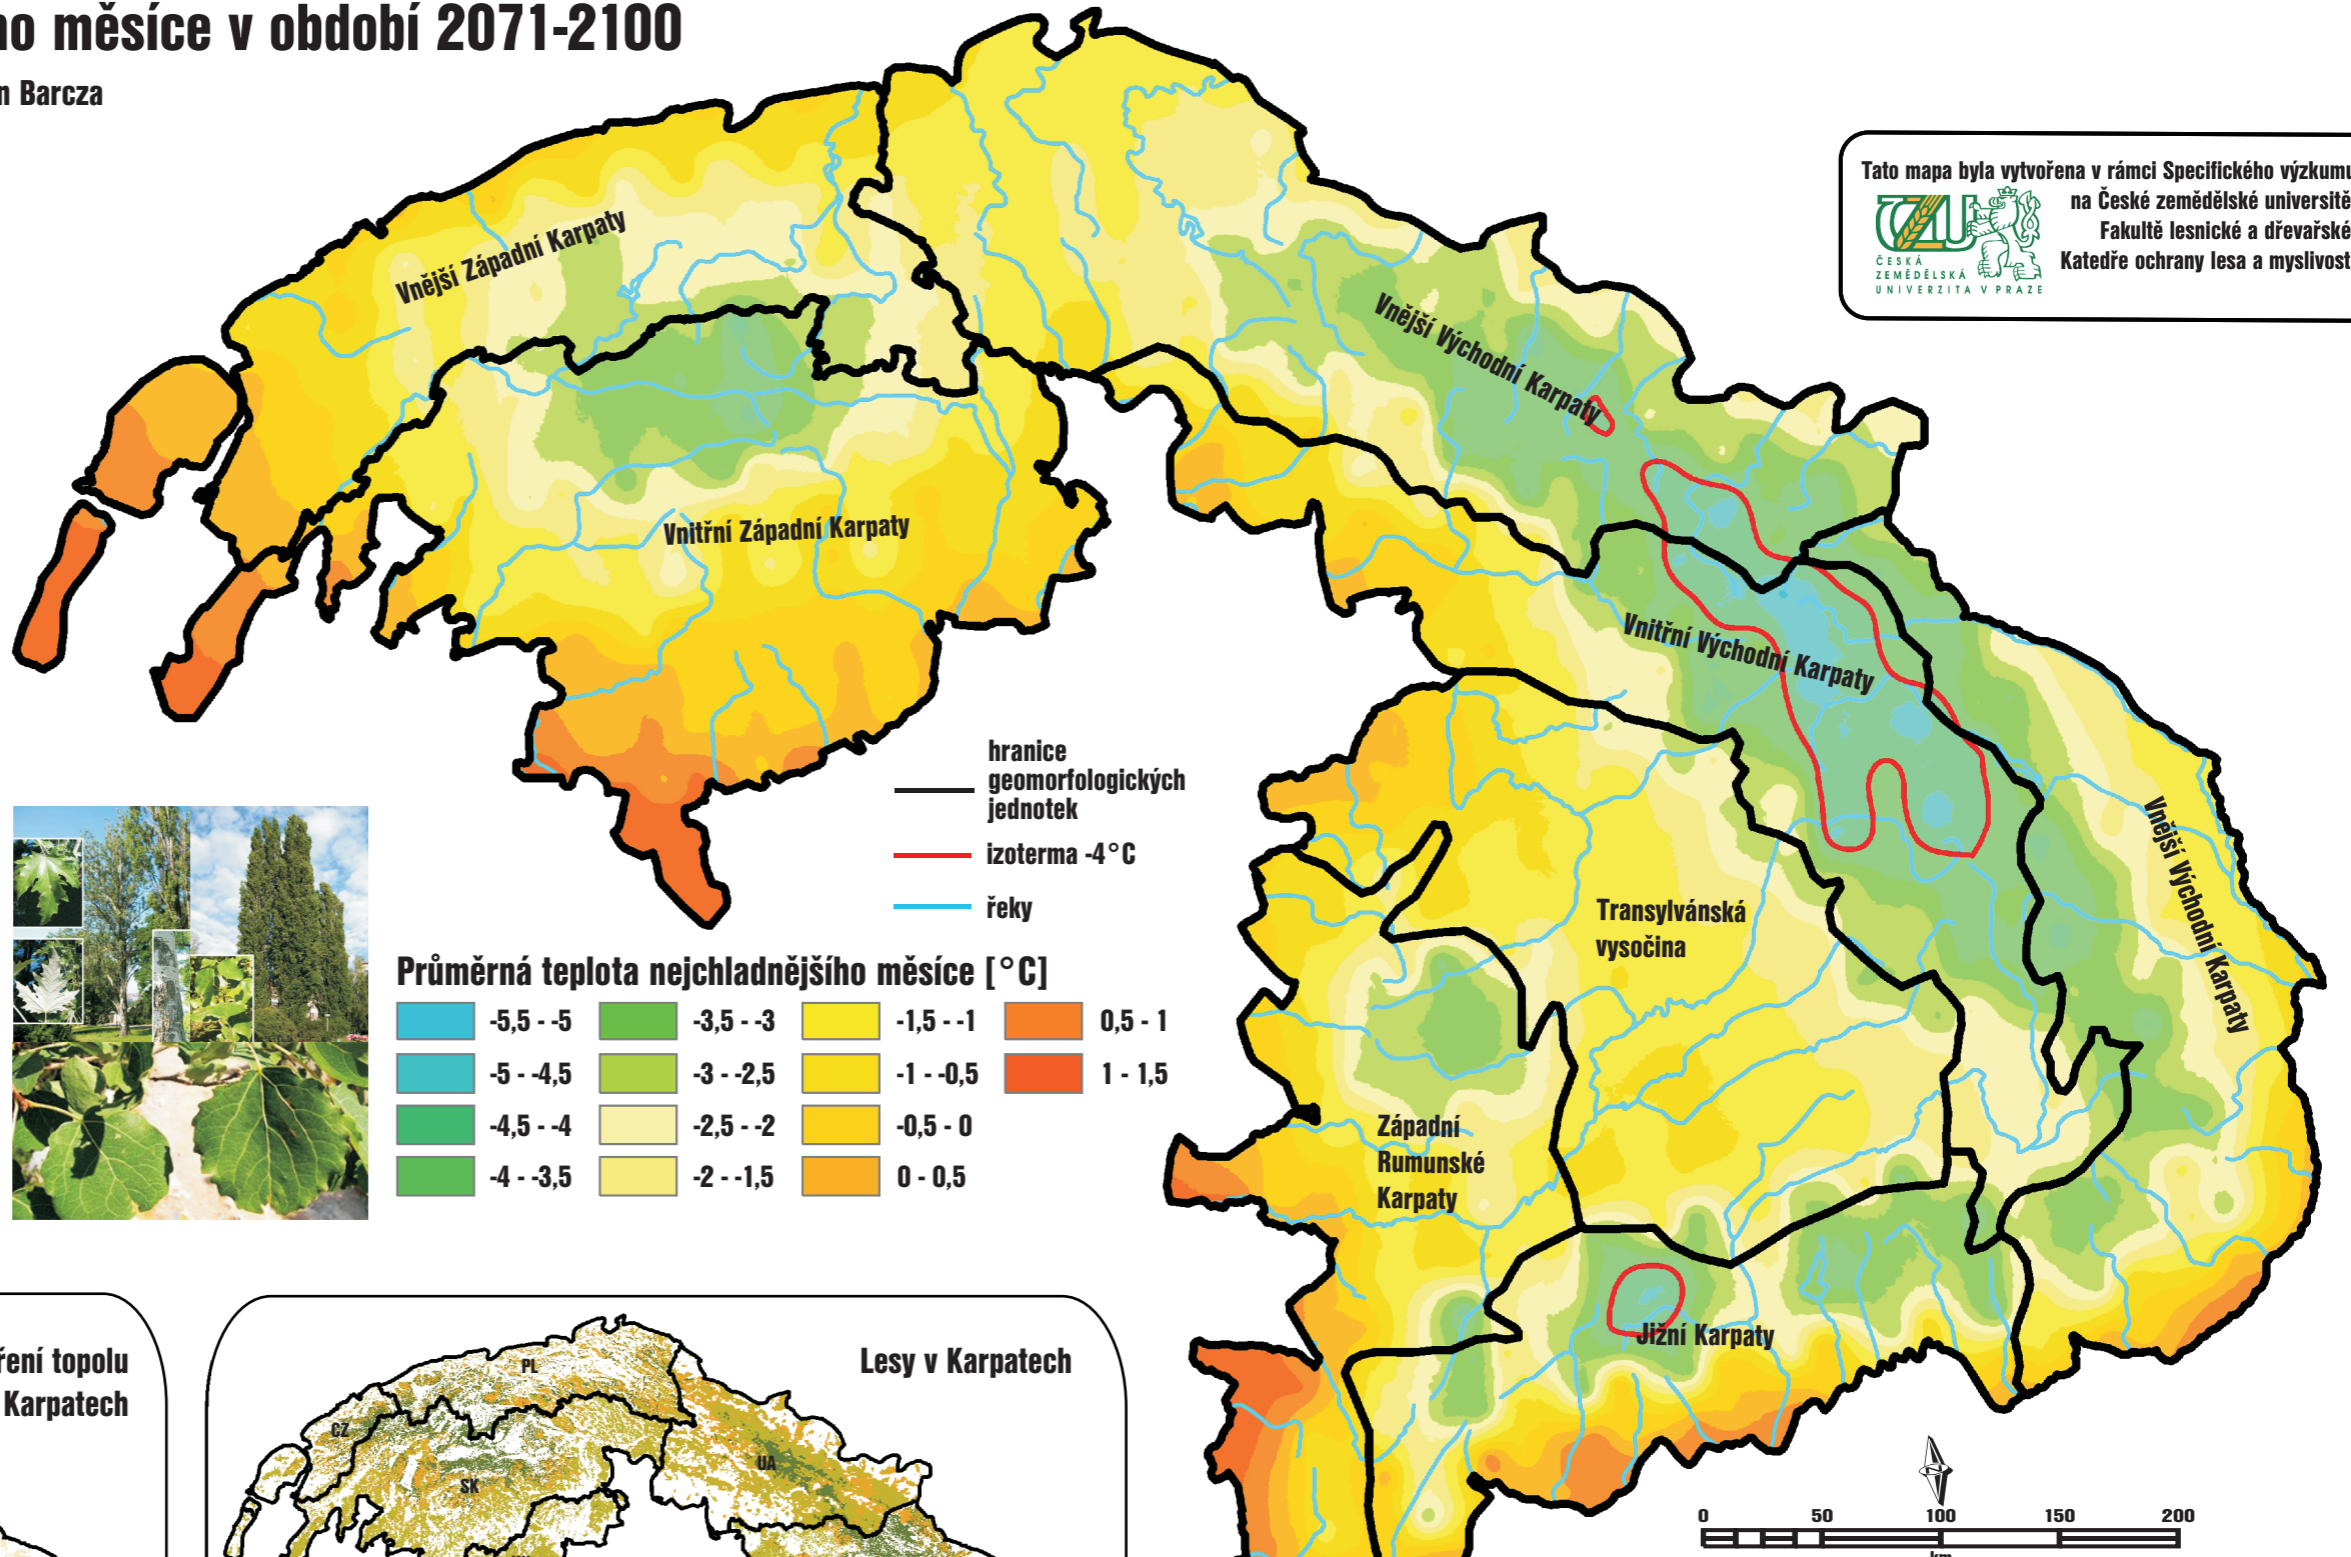 ho měsíce v období 2071-2100
n Barcza
Tato mapa byla vytvořena v rámci Specifického výzkumu
na České zemědělské universitě
Fakultě lesnické a dřevařské
Katedře ochrany lesa a myslivost
ČZU
ČESKÁ
ZEMĚDĚLSKÁ
UNIVERZITA V PRAZE
Vnější Západní Karpaty
Vnější Východní Karpaty
Vnitřní Západní Karpaty
Vnitřní Východní Karpaty
Vnější Východní Karpaty
Transylvánská
vysočina
Západní
Rumunské
Karpaty
Jižní Karpaty
hranice
geomorfologických
jednotek
izoterma -4°C
řeky
Průměrná teplota nejchladnějšího měsíce [°C]
-5,5 - -5
-5 - -4,5
-4,5 - -4
-4 - -3,5
-3,5 - -3
-3 - -2,5
-2,5 - -2
-2 - -1,5
-1,5 - -1
-1 - -0,5
-0,5 - 0
0 - 0,5
0,5 - 1
1 - 1,5
ření topolu
Karpatech
Lesy v Karpatech
PL
CZ
SK
UA
0 50 100 150 200
km